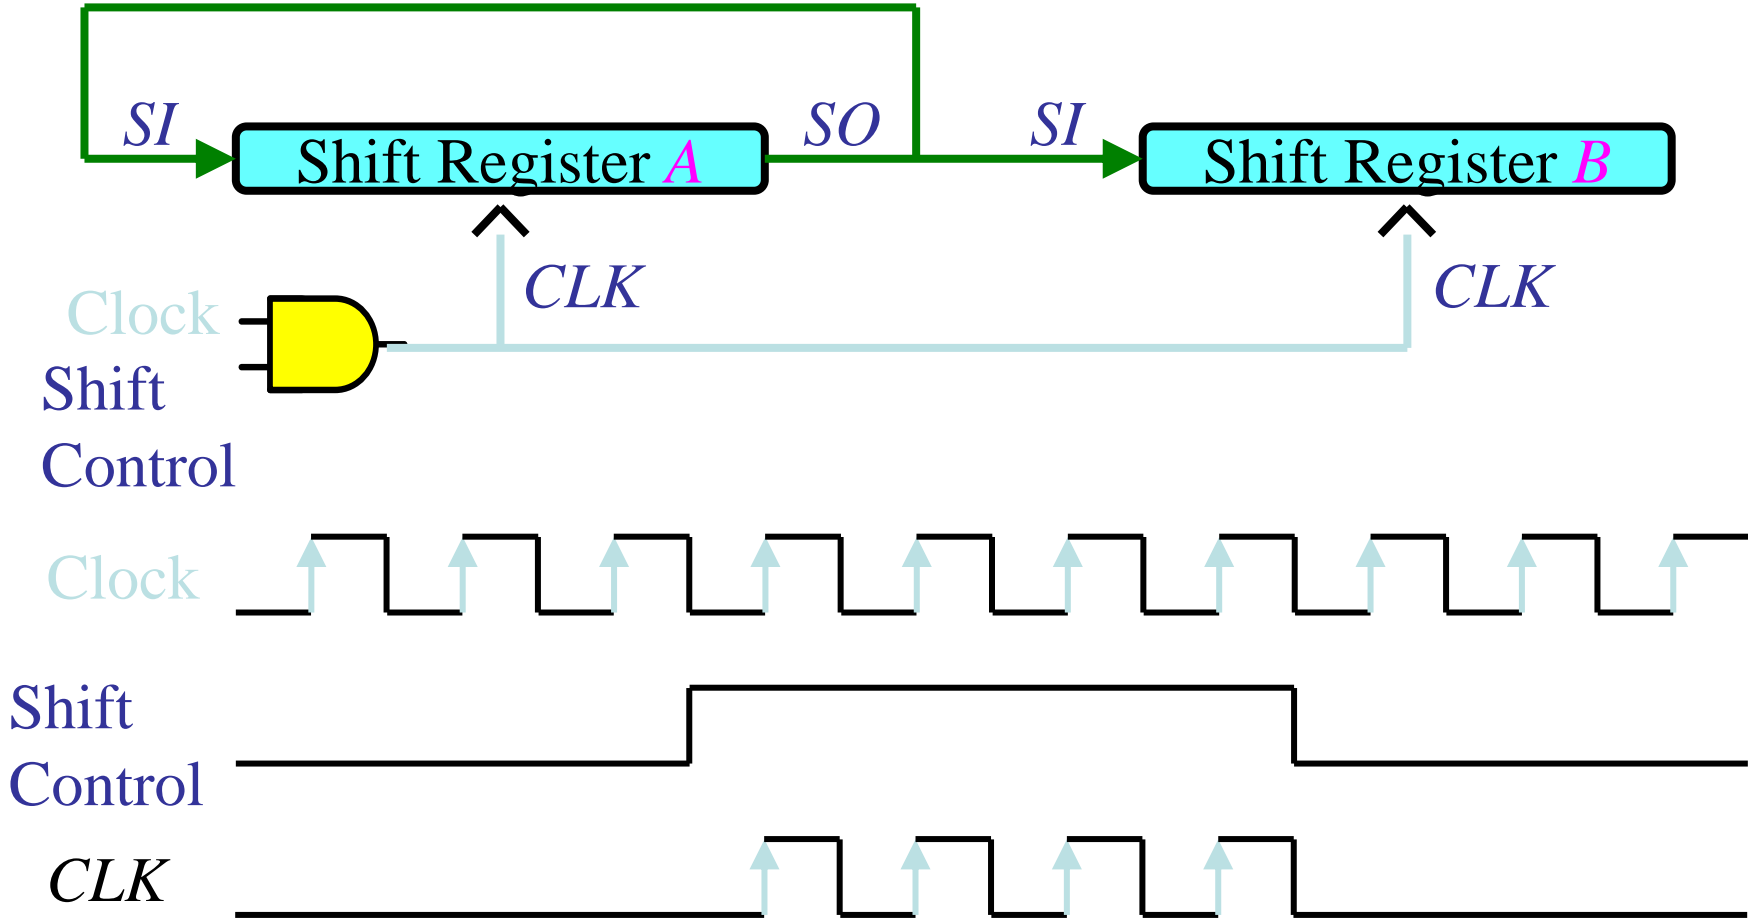 SI
SO
SI
Shift Register A
Shift Register B
CLK
CLK
Clock
Shift
Control
Clock
Shift
Control
CLK